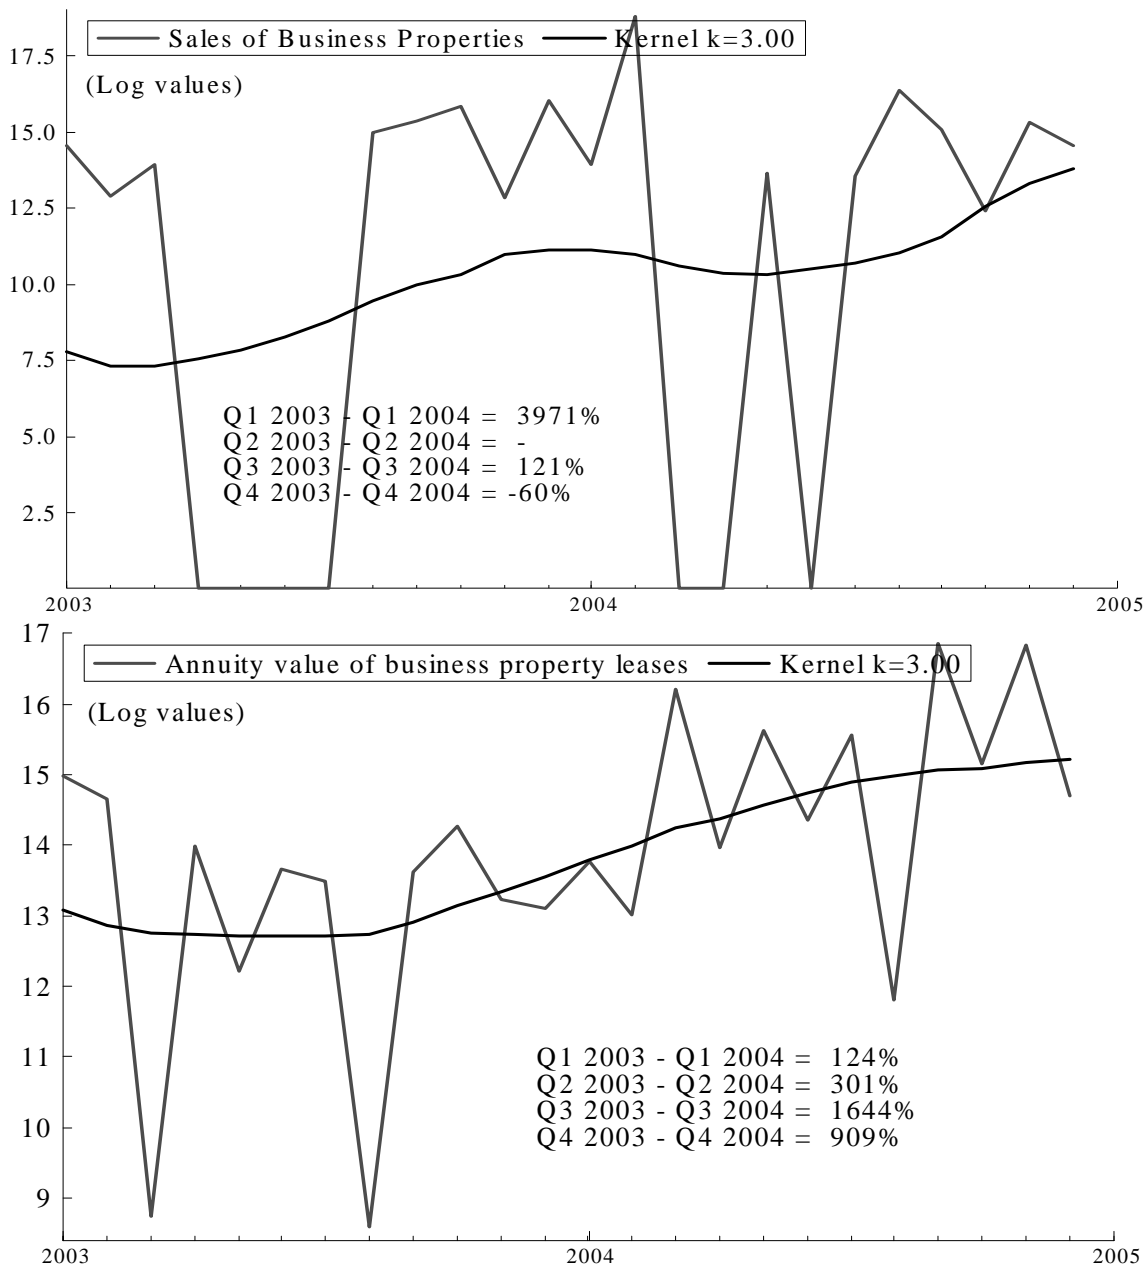 Sales of Business Properties Kernel k=3.00
17.5
(Log values)
15.0
12.5
10.0
7.5
5.0
2.5
Q1 2003 - Q1 2004 = 3971%
Q2 2003 - Q2 2004 = -
Q3 2003 - Q3 2004 = 121%
Q4 2003 - Q4 2004 = -60%
2003 2004 2005
17
Annuity value of business property leases Kernel k=3.00
16
(Log values)
15
14
13
12
11
10
9
Q1 2003 - Q1 2004 = 124%
Q2 2003 - Q2 2004 = 301%
Q3 2003 - Q3 2004 = 1644%
Q4 2003 - Q4 2004 = 909%
2003 2004 2005